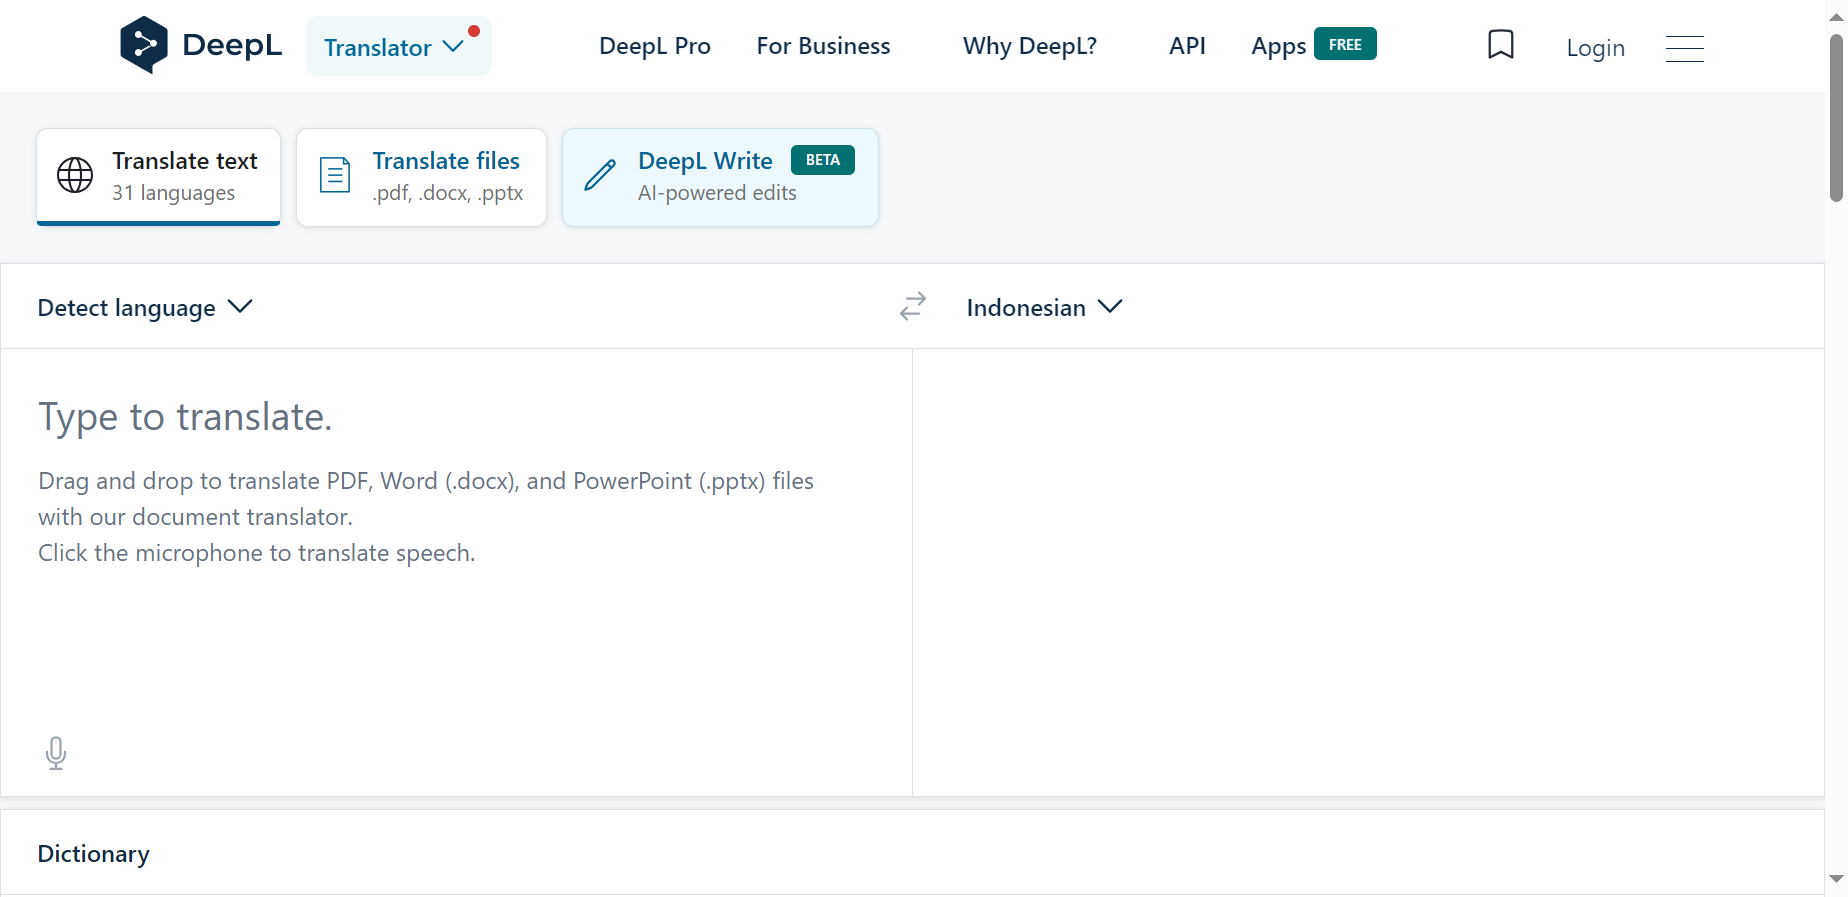 DeepL
Translator
DeepL Pro
For Business
Why DeepL?
API
Apps FREE
Login
Translate text
31 languages
Translate files
.pdf, .docx, .pptx
DeepL Write BETA
AI-powered edits
Detect language
Indonesian
Type to translate.
Drag and drop to translate PDF, Word (.docx), and PowerPoint (.pptx) files
with our document translator.
Click the microphone to translate speech.
Dictionary